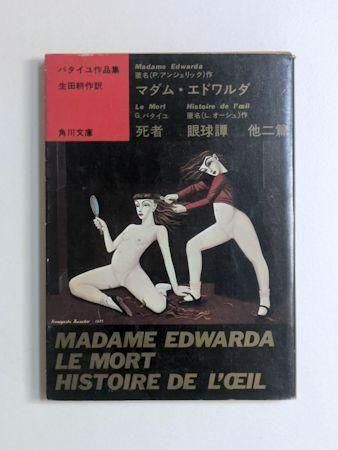 バタイユ作品集
生田耕作訳
角川文庫
Madame Edwarda
匿名(P.アンジェリック)作
マダム・エドワルダ
Le Mort
G.バタイユ
死者
Histoire de l'œil
匿名(L.オーシュ)作
眼球譚
他二篇
MADAME EDWARDA
LE MORT
HISTOIRE DE L'ŒIL